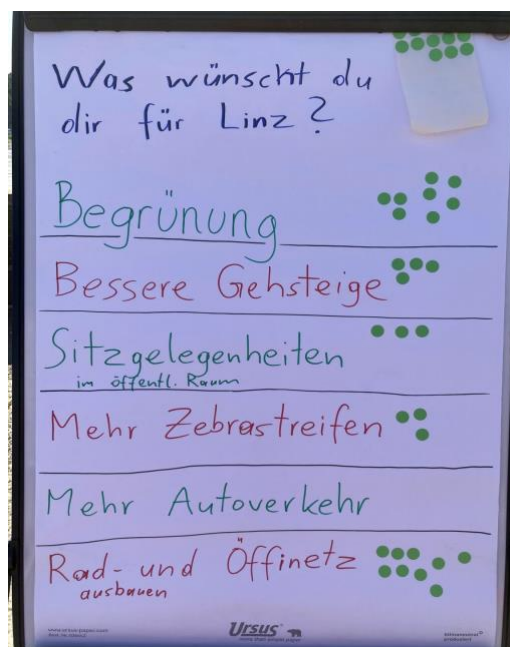 Was wünscht du
dir für Linz?
Begrünung
Bessere Gehsteige
Sitzgelegenheiten
im öffentl. Raum
Mehr Zebrastreifen
Mehr Autoverkehr
Rad- und Öffinetz
ausbauen
Ursus